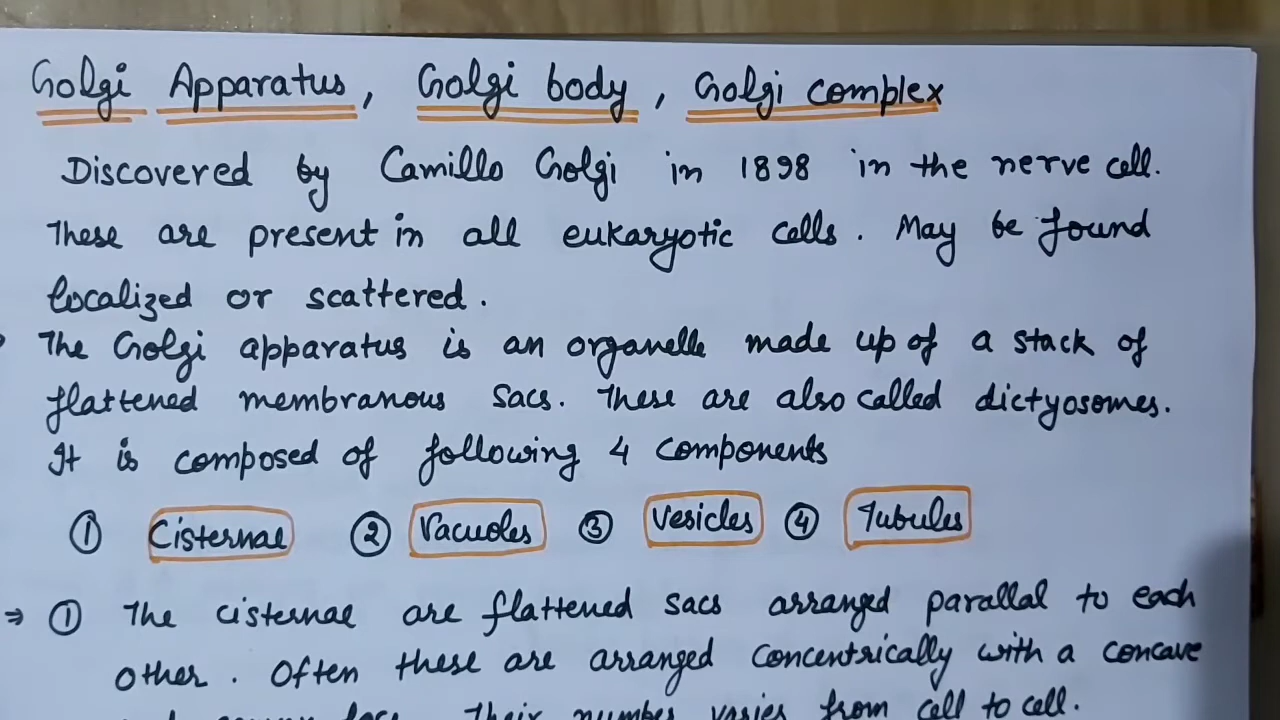 Golgi Apparatus, Golgi body, Golgi complex
Discovered by Camillo Golgi in 1898 in the nerve cell.
These are present in all eukaryotic cells. May be found
localized or scattered.
The Golgi apparatus is an organelle made up of a stack of
flattened membranous sacs. These are also called dictyosomes.
It is composed of following 4 components
① Cisternae ② Vacuoles ③ Vesicles ④ Tubules
⇒ ① The cisternae are flattened sacs arranged parallal to each
other. Often these are arranged concentrically with a concave
face. Their number varies from cell to cell.